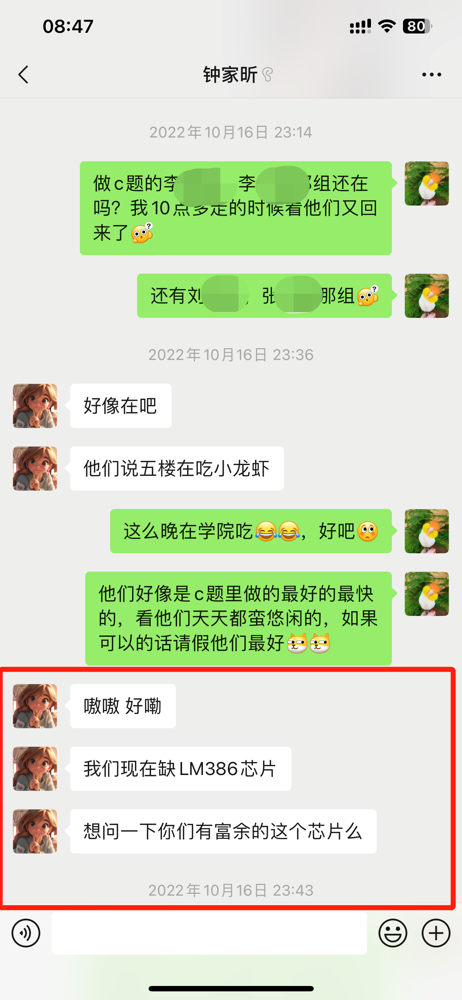 08:47
80
钟家昕
2022年10月16日 23:14
做c题的李 李 那组还在
吗？我10点多走的时候看他们又回
来了
还有刘 ，张 那组
2022年10月16日 23:36
好像在吧
他们说五楼在吃小龙虾
这么晚在学院吃，好吧
他们好像是c题里做的最好的最快
的，看他们天天都蛮悠闲的，如果
可以的话请假他们最好
嗷嗷 好嘞
我们现在缺LM386芯片
想问一下你们有富余的这个芯片么
2022年10月16日 23:43